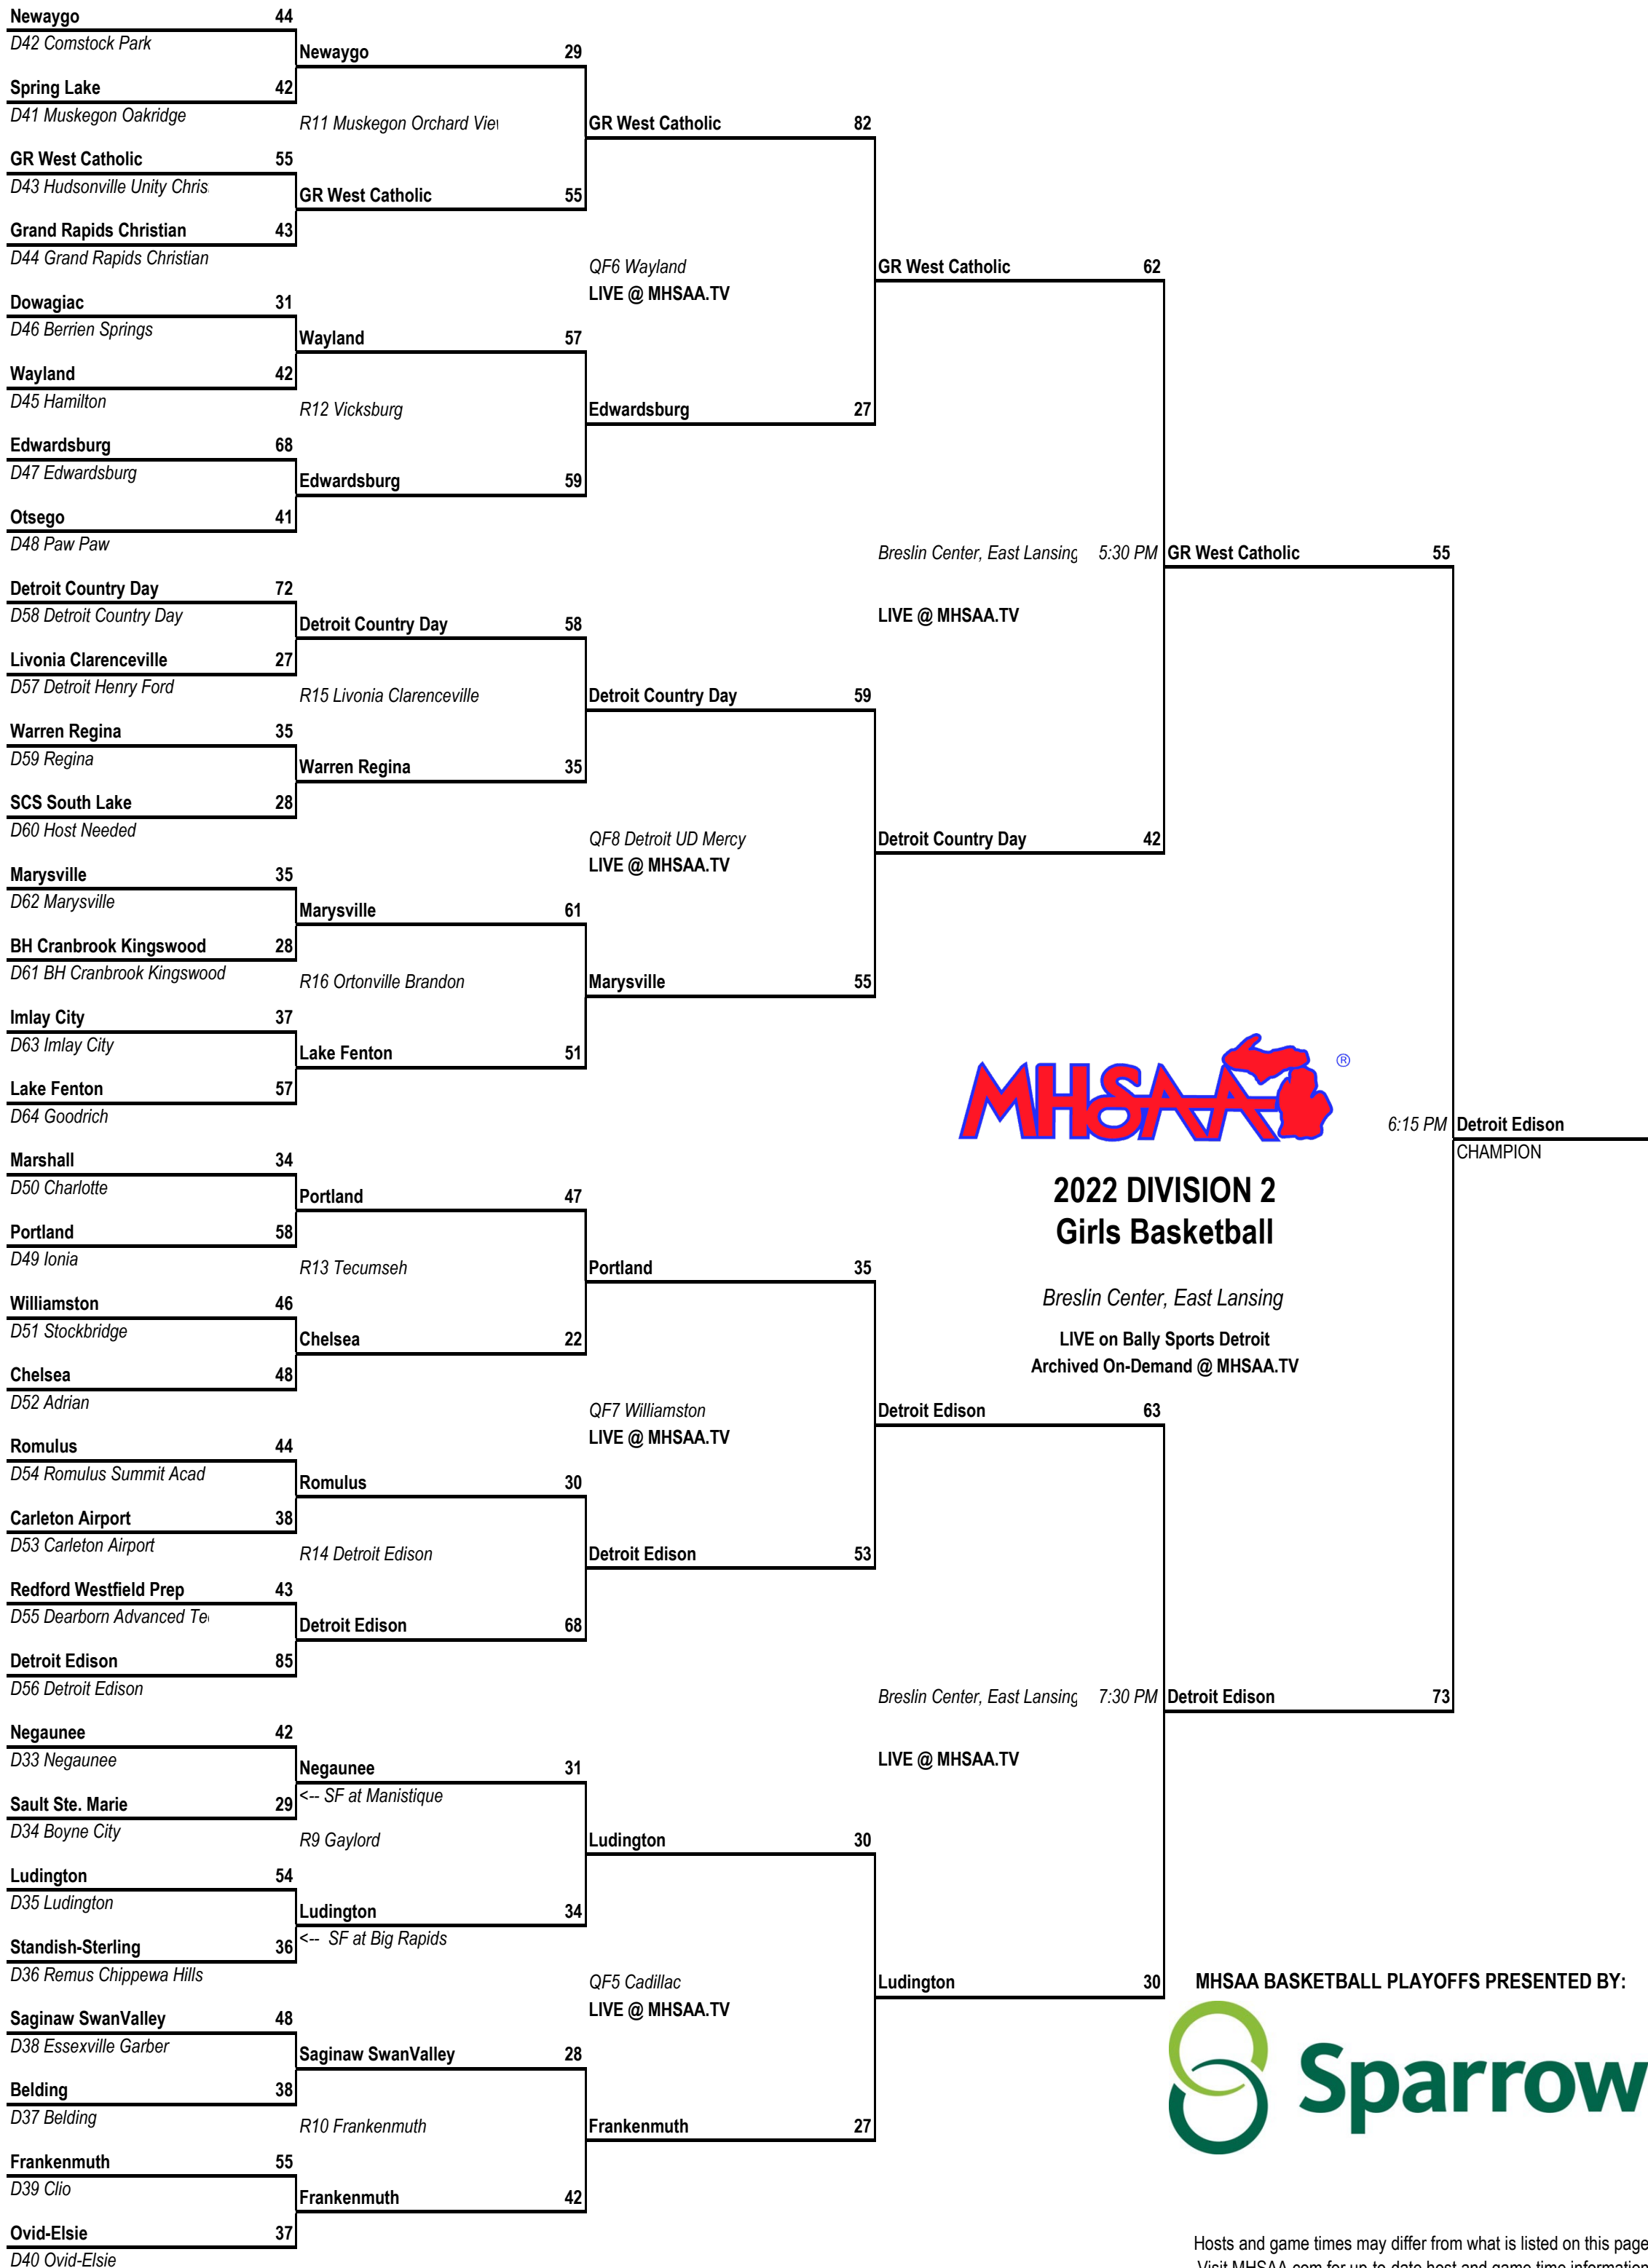 Newaygo 44
D42 Comstock Park
Newaygo 29
Spring Lake 42
D41 Muskegon Oakridge
R11 Muskegon Orchard Vie
GR West Catholic 82
GR West Catholic 55
D43 Hudsonville Unity Chris
GR West Catholic 55
Grand Rapids Christian 43
D44 Grand Rapids Christian
QF6 Wayland
GR West Catholic 62
LIVE @ MHSAA.TV
Dowagiac 31
D46 Berrien Springs
Wayland 57
Wayland 42
D45 Hamilton
R12 Vicksburg
Edwardsburg 27
Edwardsburg 68
D47 Edwardsburg
Edwardsburg 59
Otsego 41
D48 Paw Paw
Breslin Center, East Lansing 5:30 PM
GR West Catholic 55
Detroit Country Day 72
D58 Detroit Country Day
Detroit Country Day 58
LIVE @ MHSAA.TV
Livonia Clarenceville 27
D57 Detroit Henry Ford
R15 Livonia Clarenceville
Detroit Country Day 59
Warren Regina 35
D59 Regina
Warren Regina 35
SCS South Lake 28
D60 Host Needed
QF8 Detroit UD Mercy
Detroit Country Day 42
LIVE @ MHSAA.TV
Marysville 35
D62 Marysville
Marysville 61
BH Cranbrook Kingswood 28
D61 BH Cranbrook Kingswood
R16 Ortonville Brandon
Marysville 55
Imlay City 37
D63 Imlay City
Lake Fenton 51
Lake Fenton 57
D64 Goodrich
MHSAA ®
6:15 PM
Detroit Edison
CHAMPION
Marshall 34
D50 Charlotte
Portland 47
2022 DIVISION 2
Girls Basketball
Portland 58
D49 Ionia
R13 Tecumseh
Portland 35
Breslin Center, East Lansing
Williamston 46
D51 Stockbridge
Chelsea 22
LIVE on Bally Sports Detroit
Archived On-Demand @ MHSAA.TV
Chelsea 48
D52 Adrian
QF7 Williamston
Detroit Edison 63
LIVE @ MHSAA.TV
Romulus 44
D54 Romulus Summit Acad
Romulus 30
Carleton Airport 38
D53 Carleton Airport
R14 Detroit Edison
Detroit Edison 53
Redford Westfield Prep 43
D55 Dearborn Advanced Te
Detroit Edison 68
Detroit Edison 85
D56 Detroit Edison
Breslin Center, East Lansing 7:30 PM
Detroit Edison 73
Negaunee 42
D33 Negaunee
Negaunee 31
LIVE @ MHSAA.TV
<-- SF at Manistique
Sault Ste. Marie 29
D34 Boyne City
R9 Gaylord
Ludington 30
Ludington 54
D35 Ludington
Ludington 34
<-- SF at Big Rapids
Standish-Sterling 36
D36 Remus Chippewa Hills
QF5 Cadillac
Ludington 30
LIVE @ MHSAA.TV
MHSAA BASKETBALL PLAYOFFS PRESENTED BY:
Saginaw SwanValley 48
D38 Essexville Garber
Saginaw SwanValley 28
Sparrow
Belding 38
D37 Belding
R10 Frankenmuth
Frankenmuth 27
Frankenmuth 55
D39 Clio
Frankenmuth 42
Ovid-Elsie 37
D40 Ovid-Elsie
Hosts and game times may differ from what is listed on this page
Visit MHSAA.com for up-to-date host and game time information